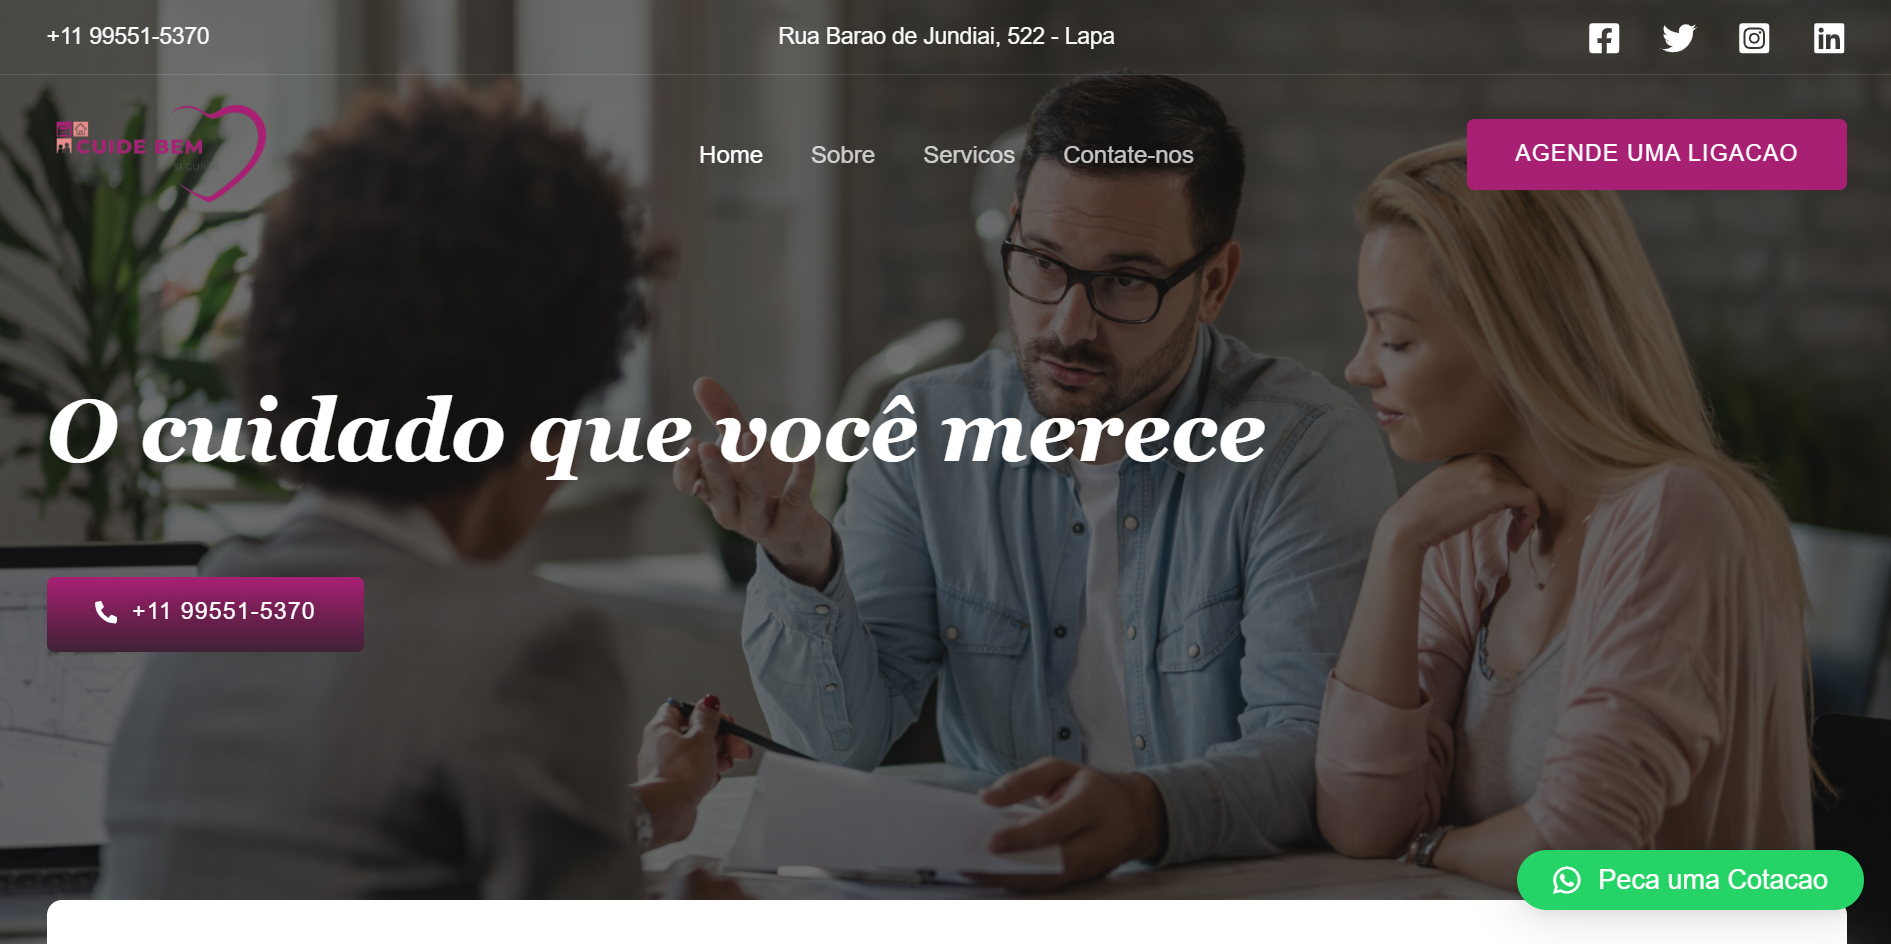 +11 99551-5370
Rua Barao de Jundiai, 522 - Lapa
CUIDE BEM
SEGUROS
Home
Sobre
Servicos
Contate-nos
AGENDE UMA LIGACAO
O cuidado que você merece
+11 99551-5370
Peca uma Cotacao